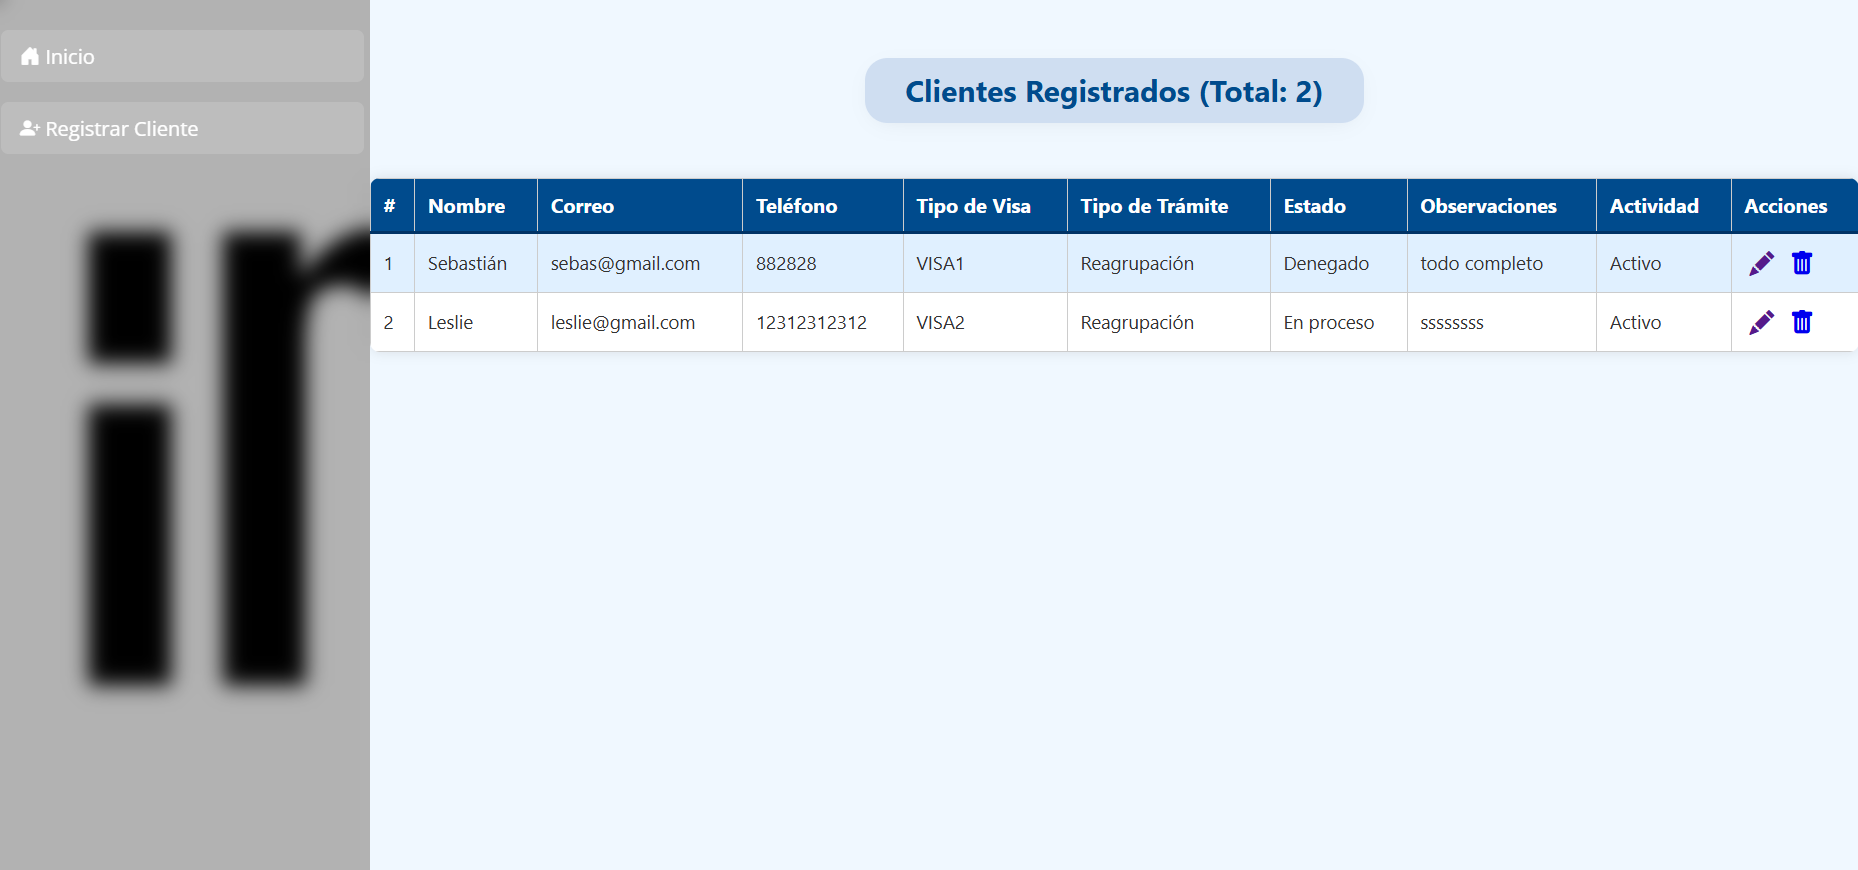 Inicio
Registrar Cliente
ir
Clientes Registrados (Total: 2)
# Nombre Correo Teléfono Tipo de Visa Tipo de Trámite Estado Observaciones Actividad Acciones
1 Sebastián sebas@gmail.com 882828 VISA1 Reagrupación Denegado todo completo Activo
2 Leslie leslie@gmail.com 12312312312 VISA2 Reagrupación En proceso ssssssss Activo